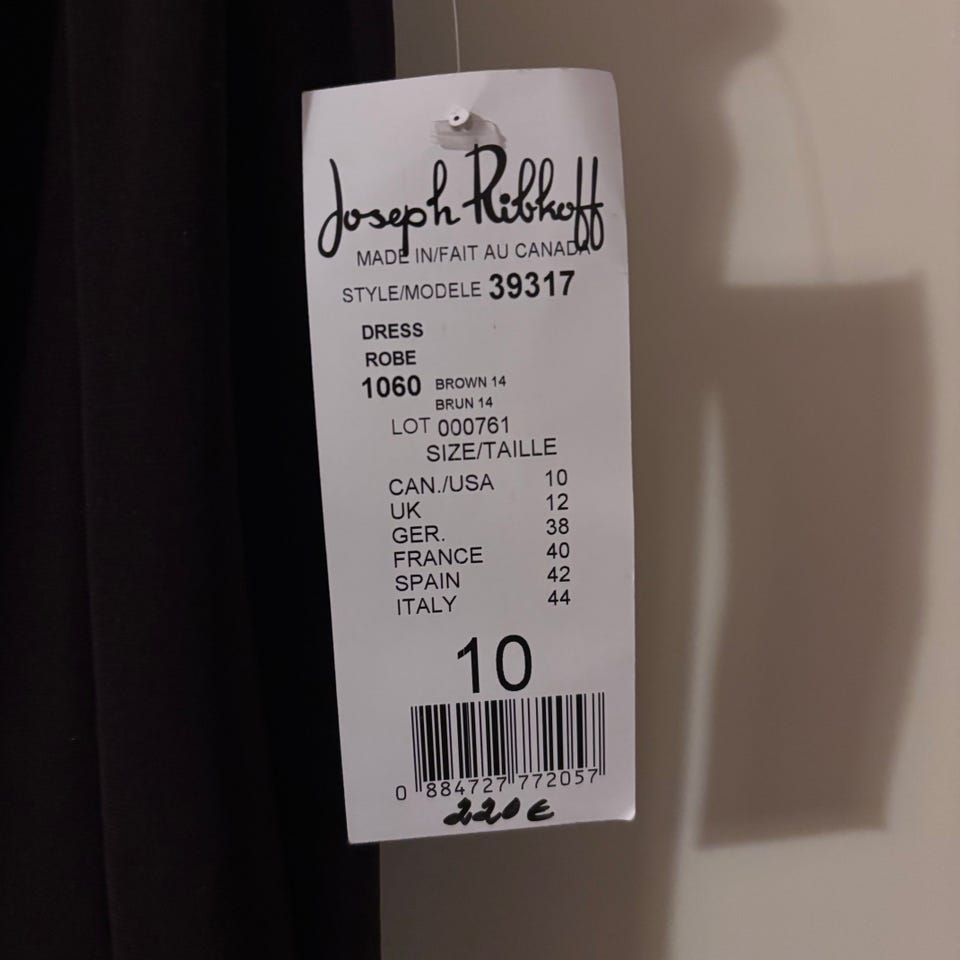 Joseph Ribkoff
MADE IN/FAIT AU CANADA
STYLE/MODELE 39317
DRESS
ROBE
1060 BROWN 14
BRUN 14
LOT 000761
SIZE/TAILLE
CAN./USA 10
UK 12
GER. 38
FRANCE 40
SPAIN 42
ITALY 44
10
0 884727 772057
220 €